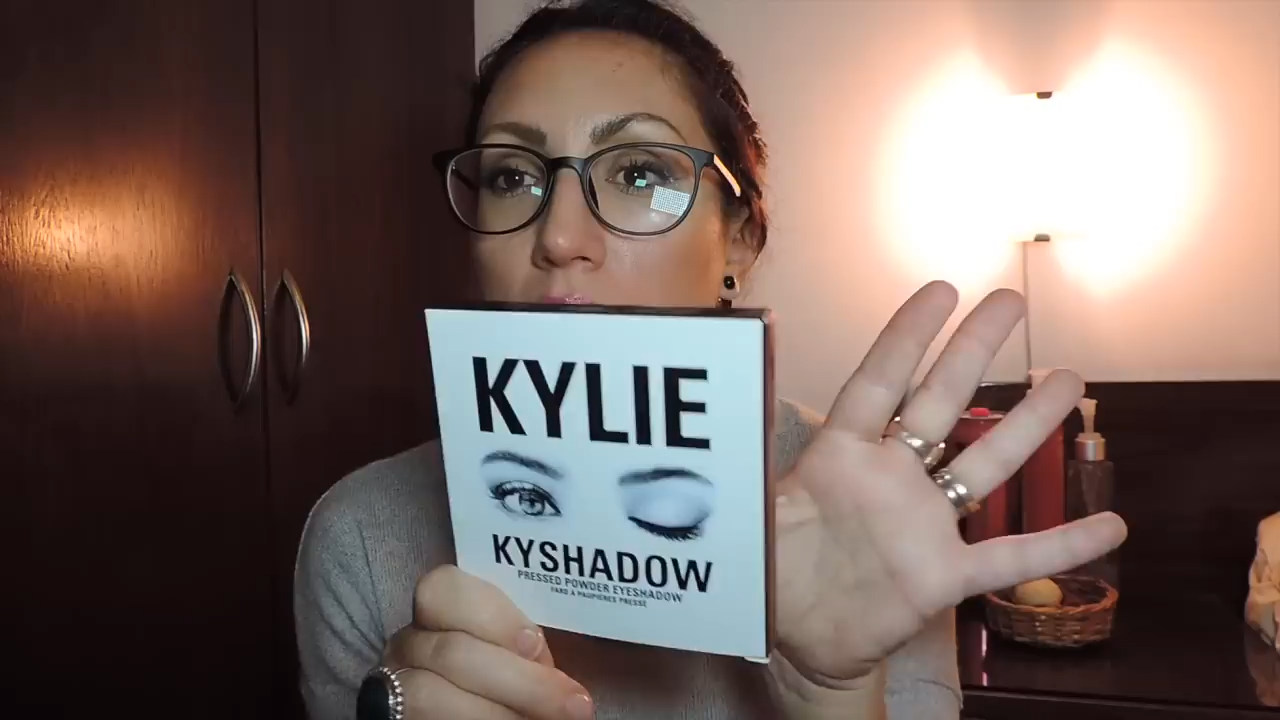 KYLIE
KYSHADOW
PRESSED POWDER EYESHADOW
FARD À PAUPIÈRES PRESSÉ